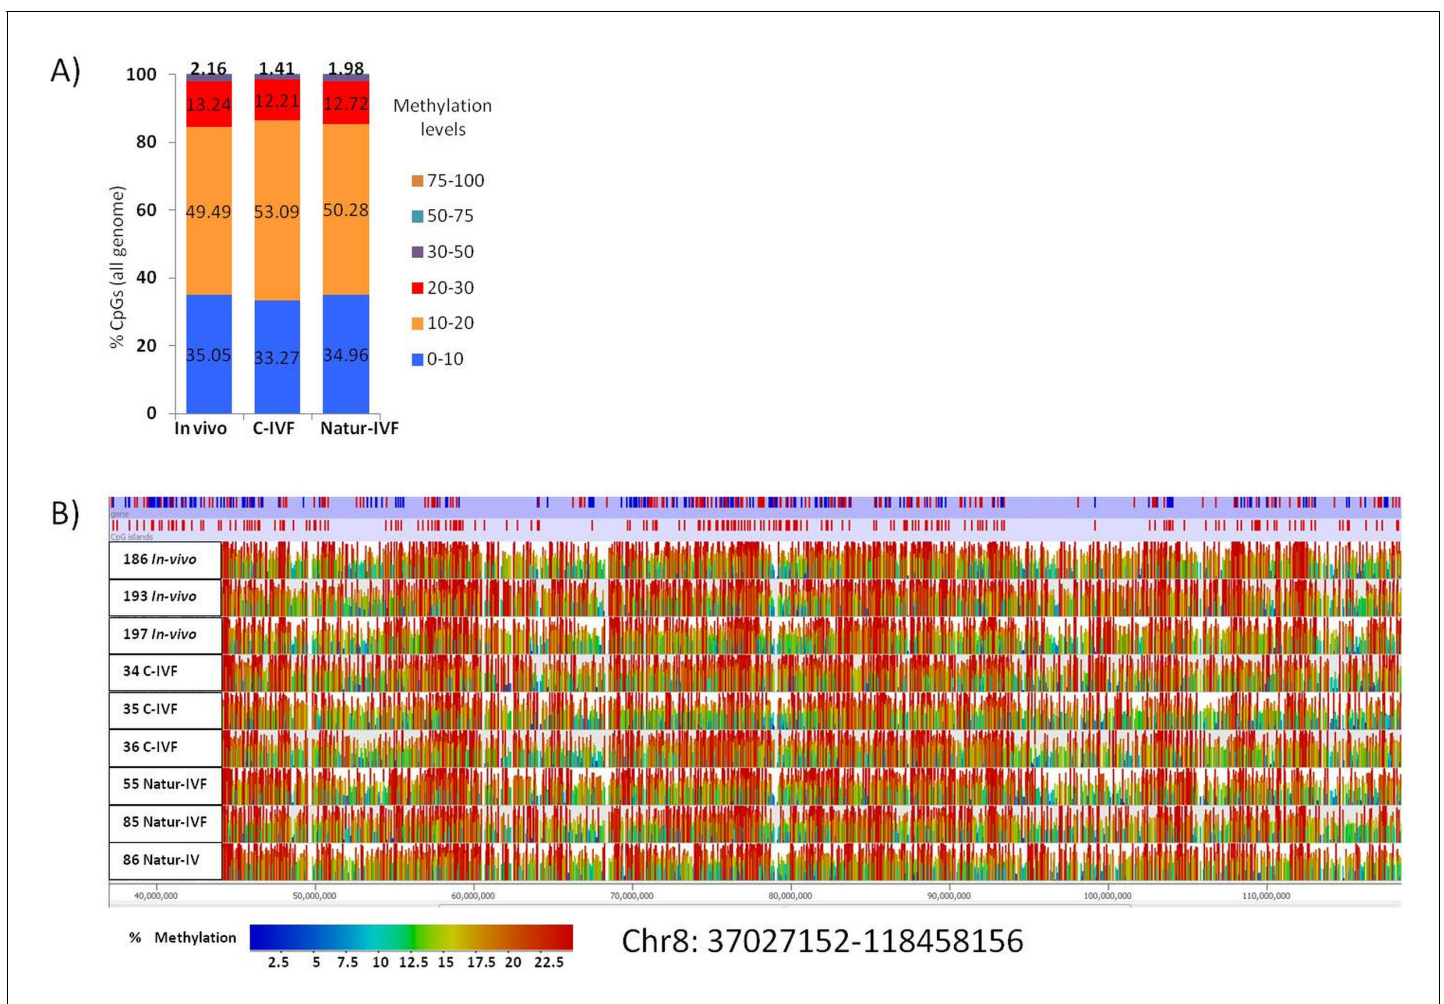 A)
2.16 1.41 1.98
100
13.24 12.21 12.72
Methylation
levels
80
75-100
60
49.49 53.09 50.28
50-75
% CpGs (all genome)
30-50
40
20-30
10-20
20
35.05 33.27 34.96
0-10
0
In vivo C-IVF Natur-IVF
B)
gene
CpG islands
186 In-vivo
193 In-vivo
197 In-vivo
34 C-IVF
35 C-IVF
36 C-IVF
55 Natur-IVF
85 Natur-IVF
86 Natur-IV
40,000,000 50,000,000 60,000,000 70,000,000 80,000,000 90,000,000 100,000,000 110,000,000
% Methylation
2.5 5 7.5 10 12.5 15 17.5 20 22.5
Chr8: 37027152-118458156